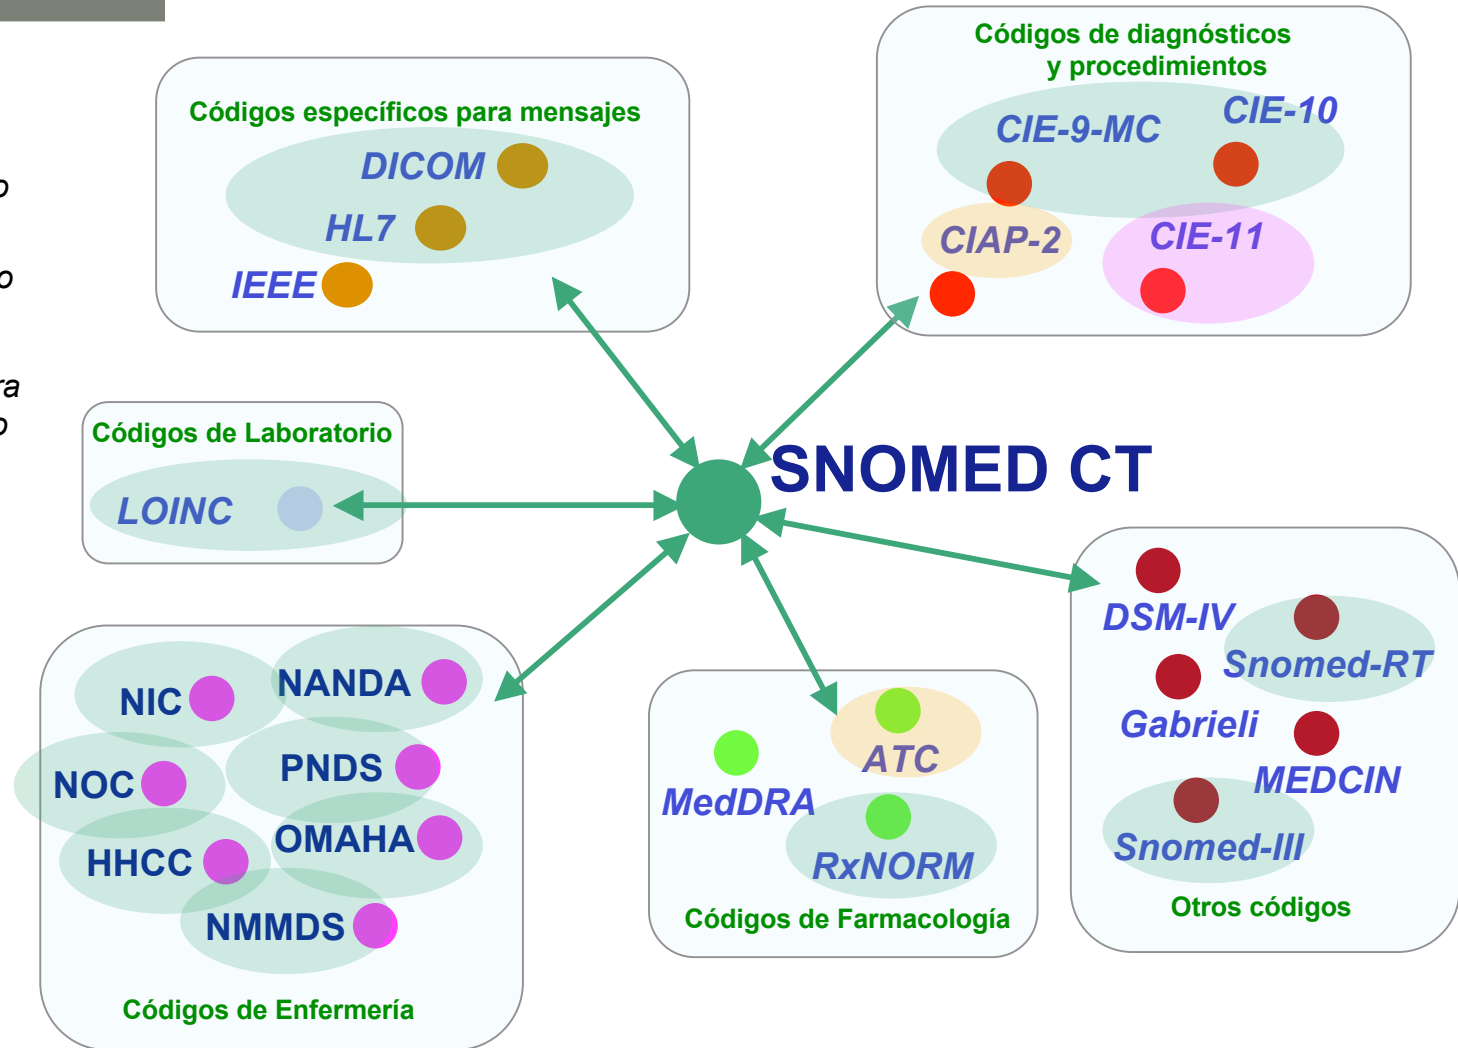 Códigos específicos para mensajes
DICOM
HL7
IEEE
Códigos de diagnósticos
y procedimientos
CIE-9-MC
CIE-10
CIAP-2
CIE-11
Códigos de Laboratorio
LOINC
SNOMED CT
NIC
NANDA
NOC
PNDS
HHCC
OMAHA
NMMDS
Códigos de Enfermería
MedDRA
ATC
RxNORM
Códigos de Farmacología
DSM-IV
Snomed-RT
Gabrieli
MEDCIN
Snomed-III
Otros códigos